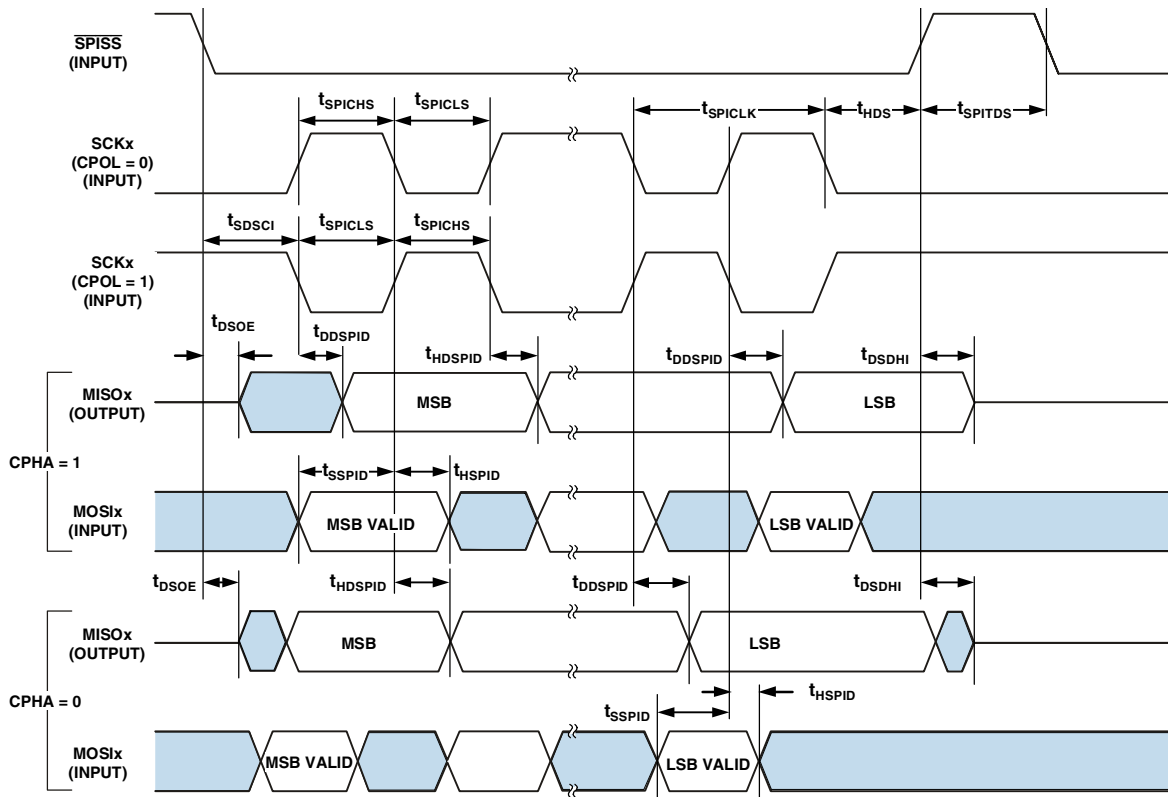 SPISS
(INPUT)
tSPICHS tSPICLS tSPICLK tHDS tSPITDS
SCKx
(CPOL = 0)
(INPUT)
tSDSCI tSPICLS tSPICHS
SCKx
(CPOL = 1)
(INPUT)
tDSOE tDDSPID tHDSPID tDDSPID tDSDHI
CPHA = 1
MISOx
(OUTPUT)
MSB LSB
tSSPID tHSPID
MOSIx
(INPUT)
MSB VALID LSB VALID
tDSOE tHDSPID tDDSPID tDSDHI
CPHA = 0
MISOx
(OUTPUT)
MSB LSB
tSSPID tHSPID
MOSIx
(INPUT)
MSB VALID LSB VALID